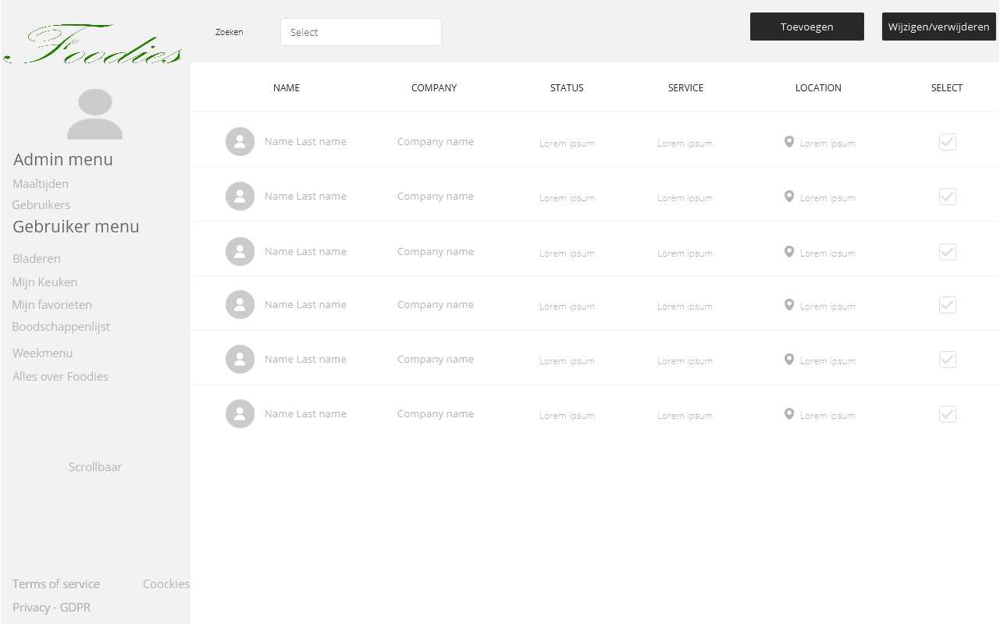 Foodies
Zoeken
Select
Toevoegen
Wijzigen/verwijderen
Admin menu
Maaltijden
Gebruikers
Gebruiker menu
Bladeren
Mijn Keuken
Mijn favorieten
Boodschappenlijst
Weekmenu
Alles over Foodies
Scrollbaar
Terms of service
Coockies
Privacy - GDPR
NAME COMPANY STATUS SERVICE LOCATION SELECT
Name Last name Company name Lorem ipsum Lorem ipsum Lorem ipsum
Name Last name Company name Lorem ipsum Lorem ipsum Lorem ipsum
Name Last name Company name Lorem ipsum Lorem ipsum Lorem ipsum
Name Last name Company name Lorem ipsum Lorem ipsum Lorem ipsum
Name Last name Company name Lorem ipsum Lorem ipsum Lorem ipsum
Name Last name Company name Lorem ipsum Lorem ipsum Lorem ipsum